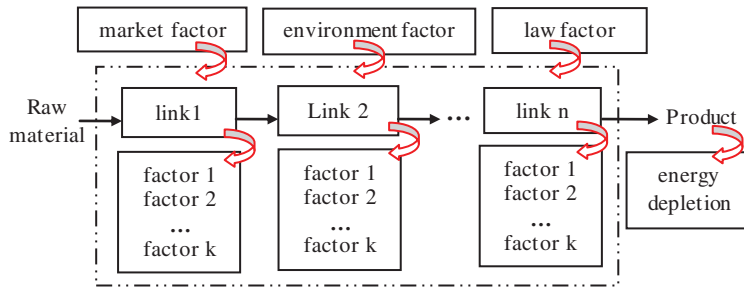 market factor
environment factor
law factor
Raw
material
link1
Link 2
...
link n
Product
factor 1
factor 2
...
factor k
factor 1
factor 2
...
factor k
factor 1
factor 2
...
factor k
energy
depletion